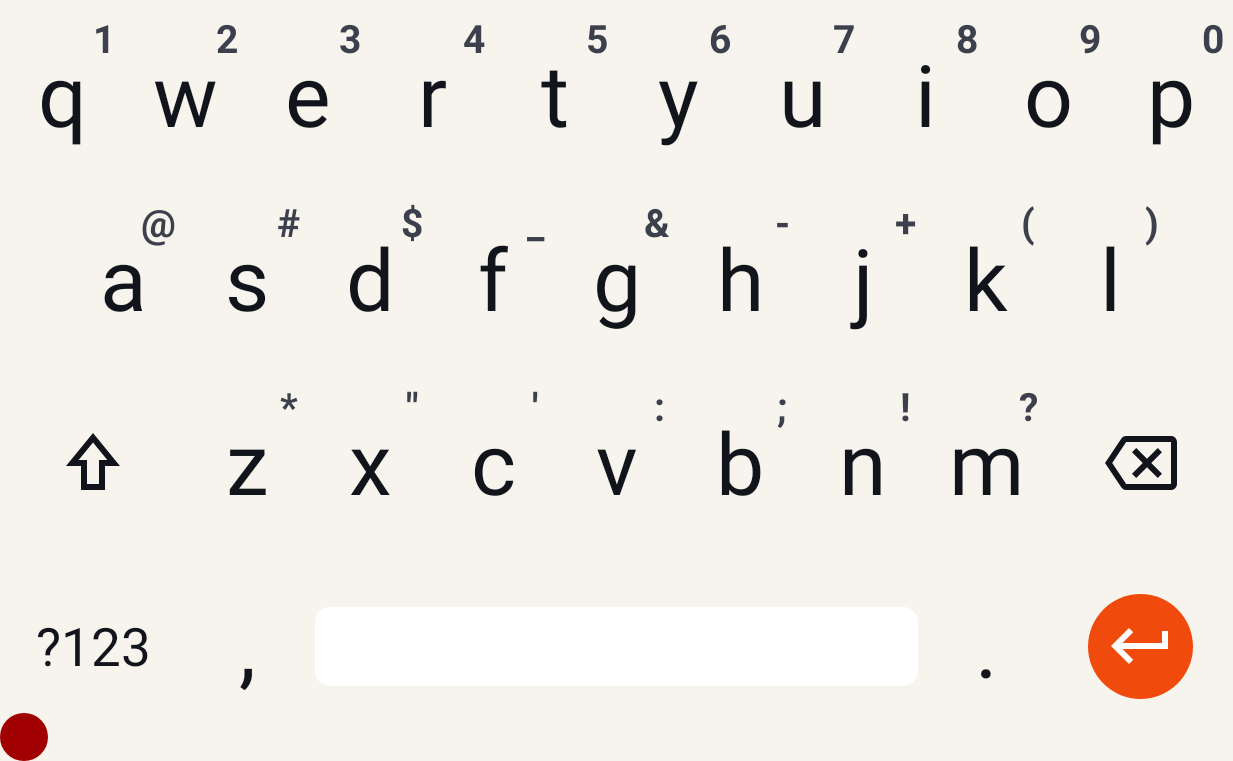 1 2 3 4 5 6 7 8 9 0
q w e r t y u i o p
@ # $ _ & - + ( )
a s d f g h j k l
* " ' : ; ! ?
z x c v b n m
?123 , .